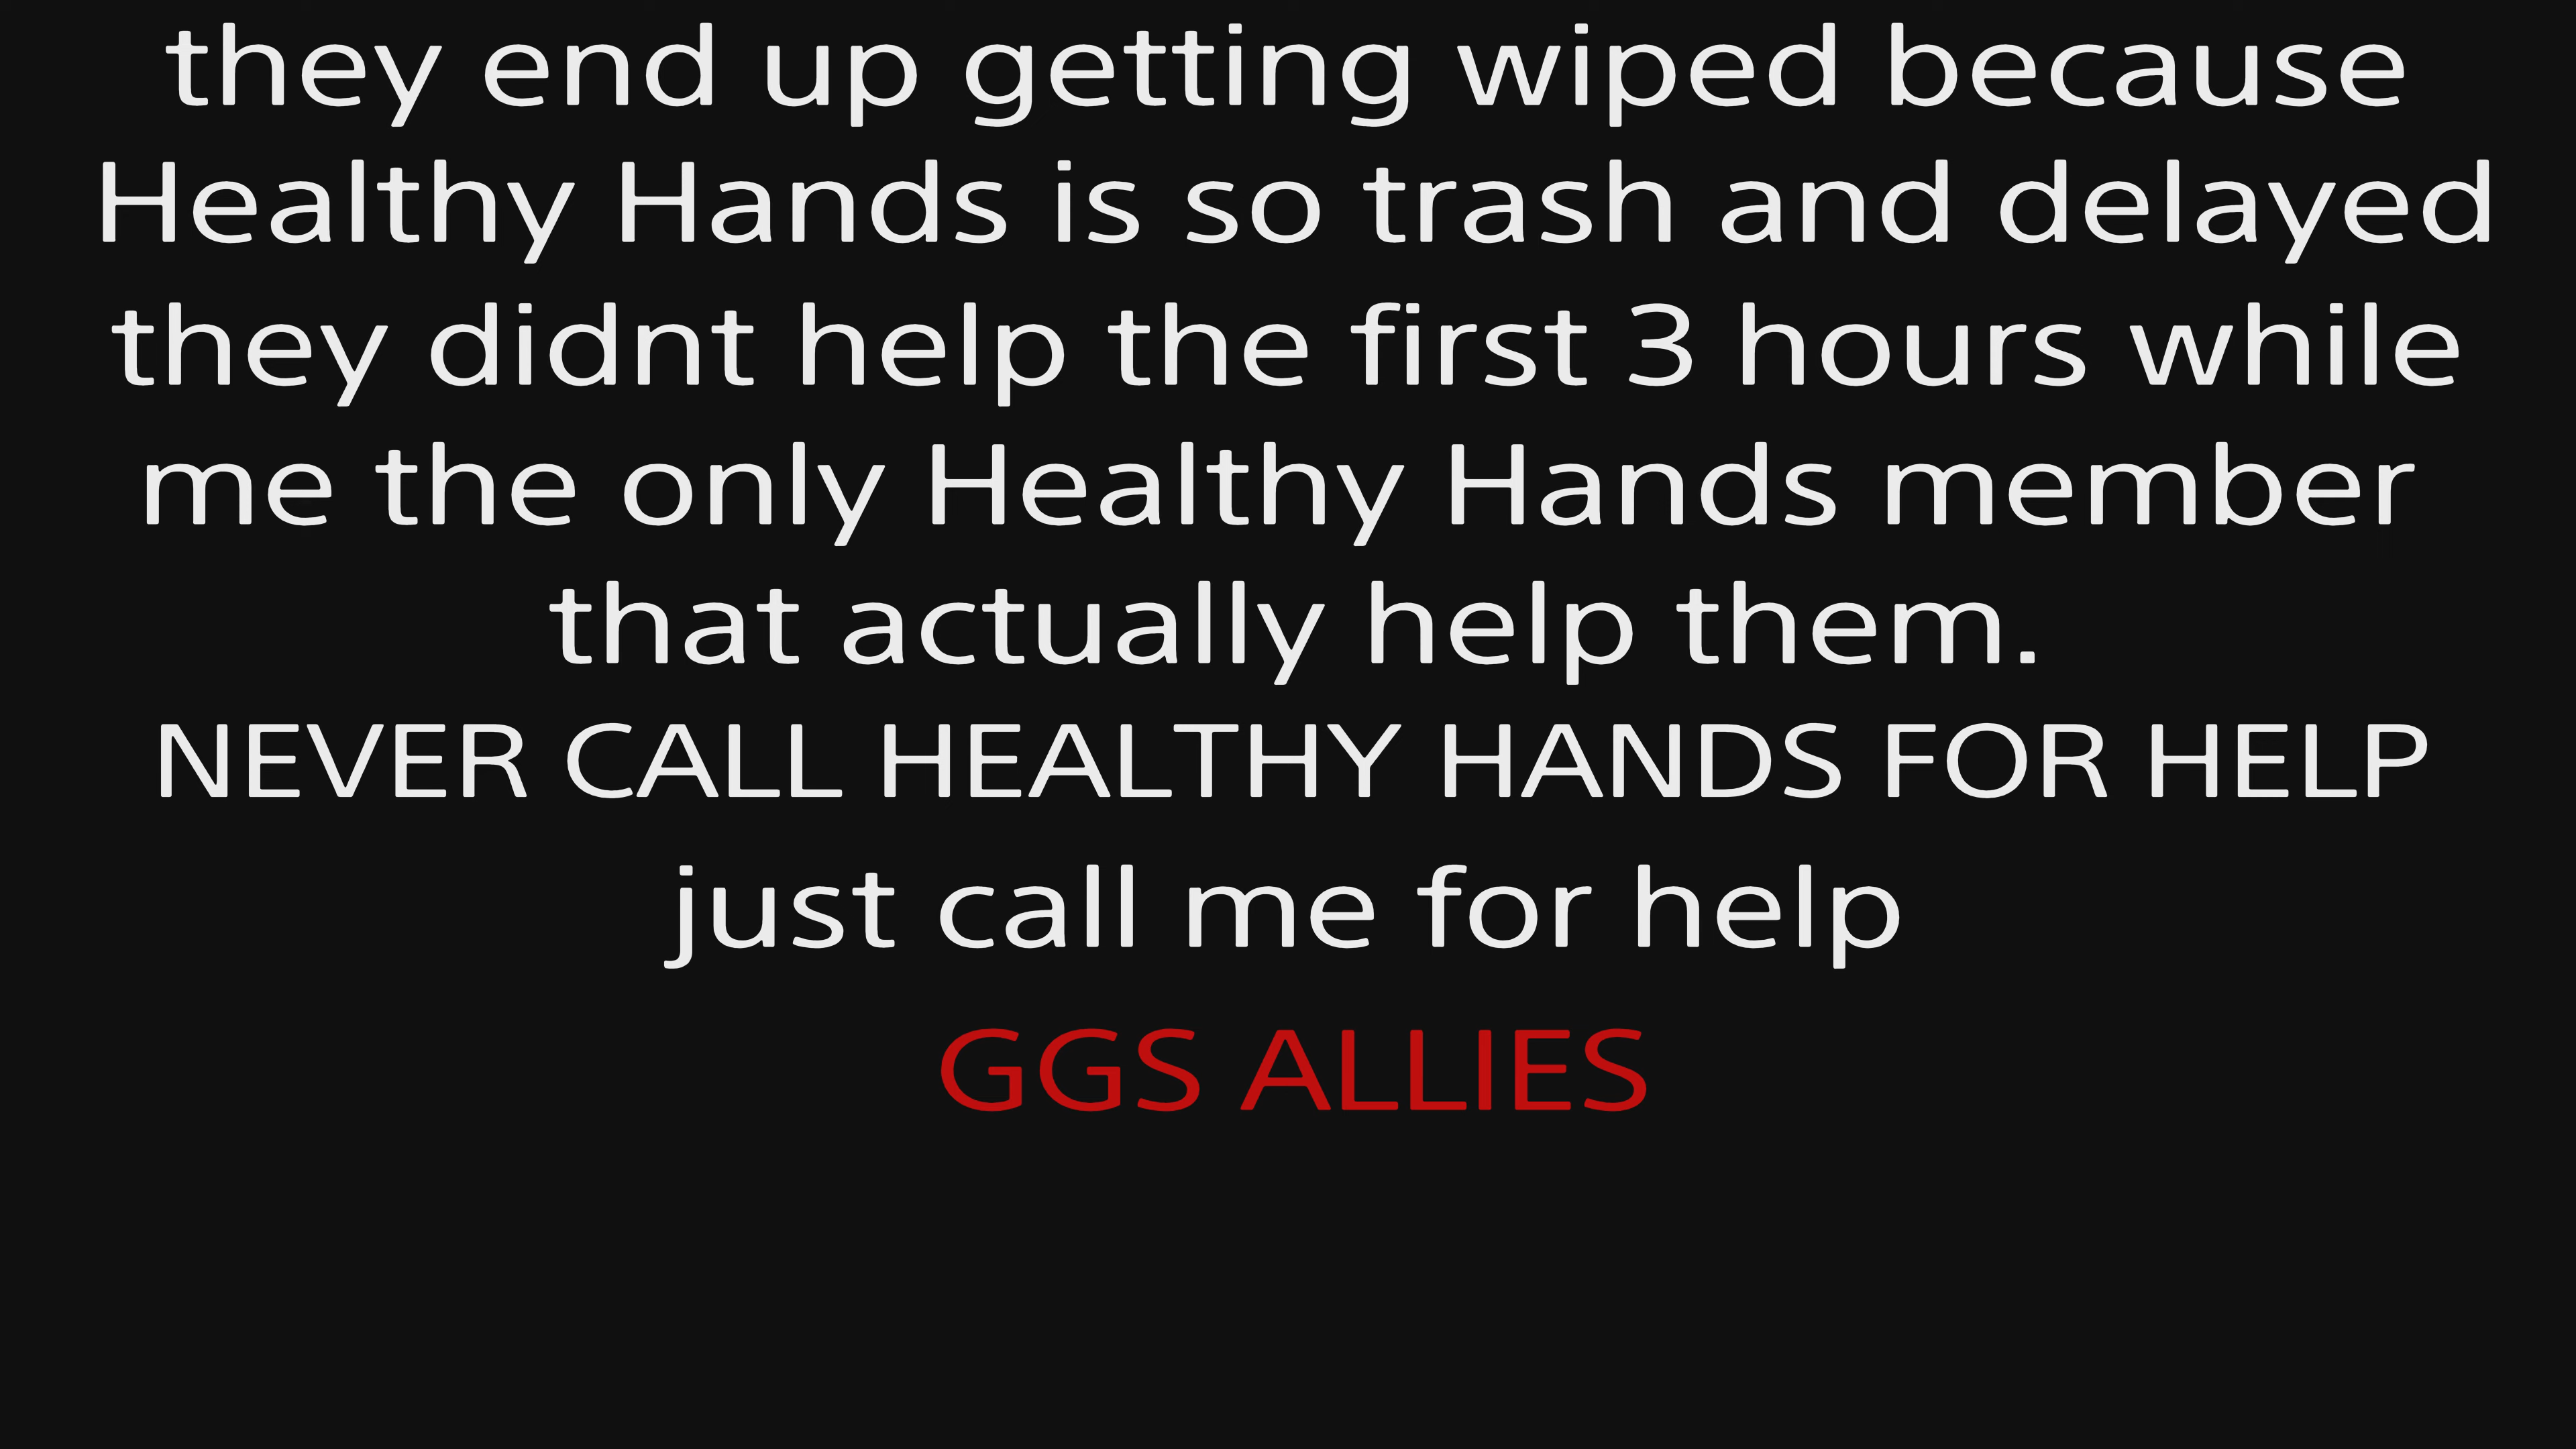 they end up getting wiped because
Healthy Hands is so trash and delayed
they didnt help the first 3 hours while
me the only Healthy Hands member
that actually help them.
NEVER CALL HEALTHY HANDS FOR HELP
just call me for help
GGS ALLIES